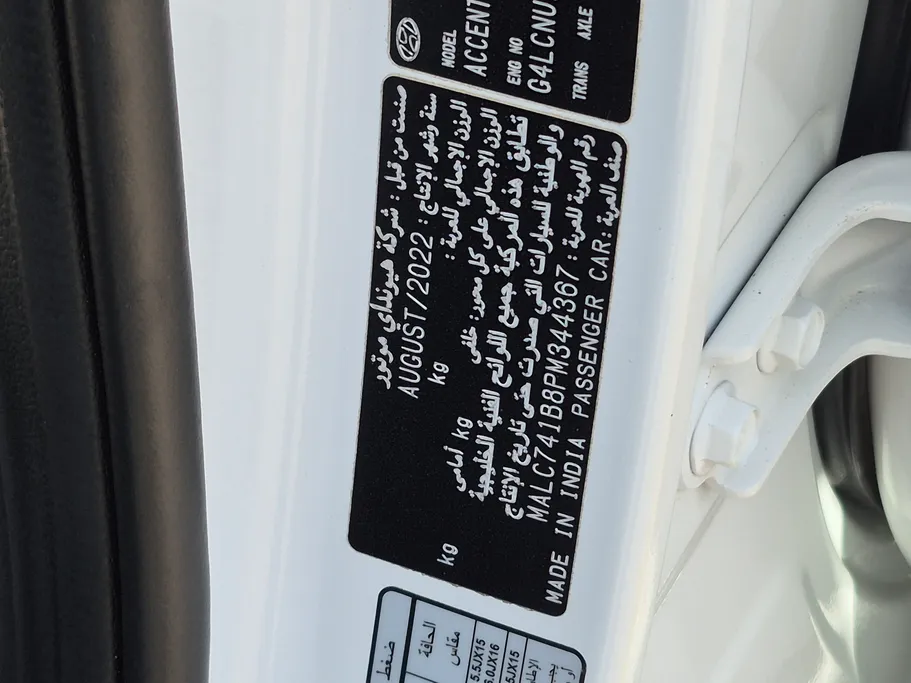 MODEL
ACCENT
ENG NO
G4LCNU
TRANS AXLE
صنعت من قبل : شركة هيونداي موتور
سنة وشهر الانتاج : AUGUST/2022
الوزن الإجمالي للعربة : kg
الوزن الإجمالي على كل محور: خلفي kg أمامي kg
تطابق هذه المركبة جميع اللوائح الفنية الخليجية
والوطنية للسيارات التي صدرت حتى تاريخ الإنتاج
رقم الهوية للعربة : MALC741B8PM344367
صنف العربة: PASSENGER CAR MADE IN INDIA
ضغط
مقاس
الحافة
5.5JX15
6.0JX16
5JX15